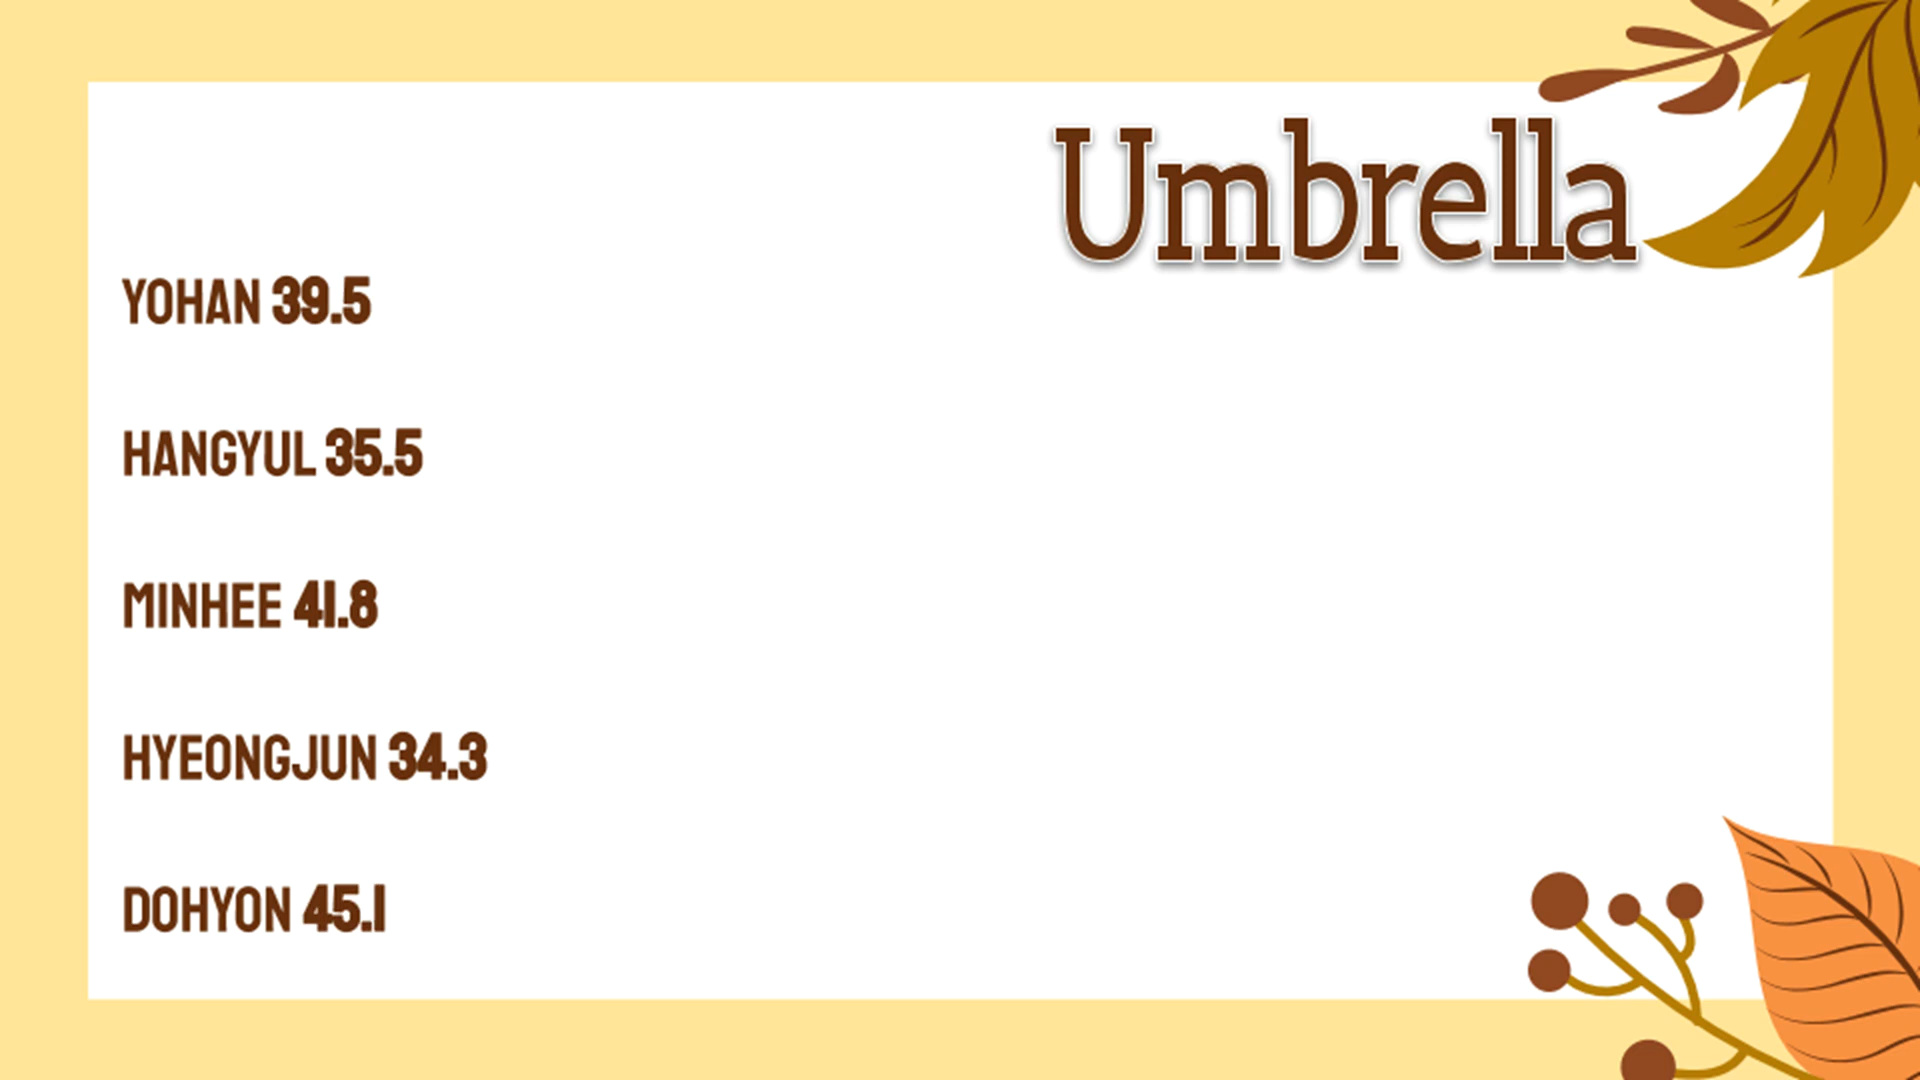 Umbrella
YOHAN 39.5
HANGYUL 35.5
MINHEE 41.8
HYEONGJUN 34.3
DOHYON 45.1